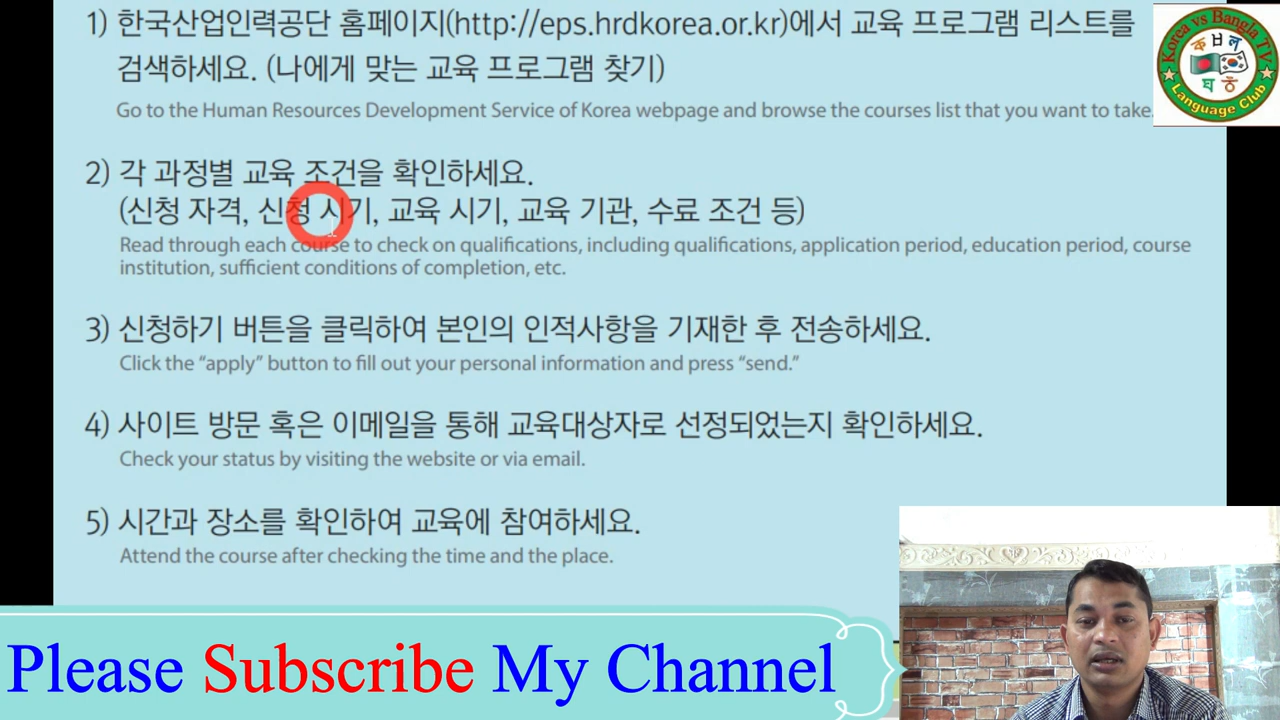 1) 한국산업인력공단 홈페이지(http://eps.hrdkorea.or.kr)에서 교육 프로그램 리스트를
검색하세요. (나에게 맞는 교육 프로그램 찾기)
Go to the Human Resources Development Service of Korea webpage and browse the courses list that you want to take.
Korea vs Bangla TV
ক ㅂ ল
ঘ ㅎ
Language Club
2) 각 과정별 교육 조건을 확인하세요.
(신청 자격, 신청 시기, 교육 시기, 교육 기관, 수료 조건 등)
Read through each course to check on qualifications, including qualifications, application period, education period, course
institution, sufficient conditions of completion, etc.
3) 신청하기 버튼을 클릭하여 본인의 인적사항을 기재한 후 전송하세요.
Click the “apply” button to fill out your personal information and press “send.”
4) 사이트 방문 혹은 이메일을 통해 교육대상자로 선정되었는지 확인하세요.
Check your status by visiting the website or via email.
5) 시간과 장소를 확인하여 교육에 참여하세요.
Attend the course after checking the time and the place.
Please Subscribe My Channel